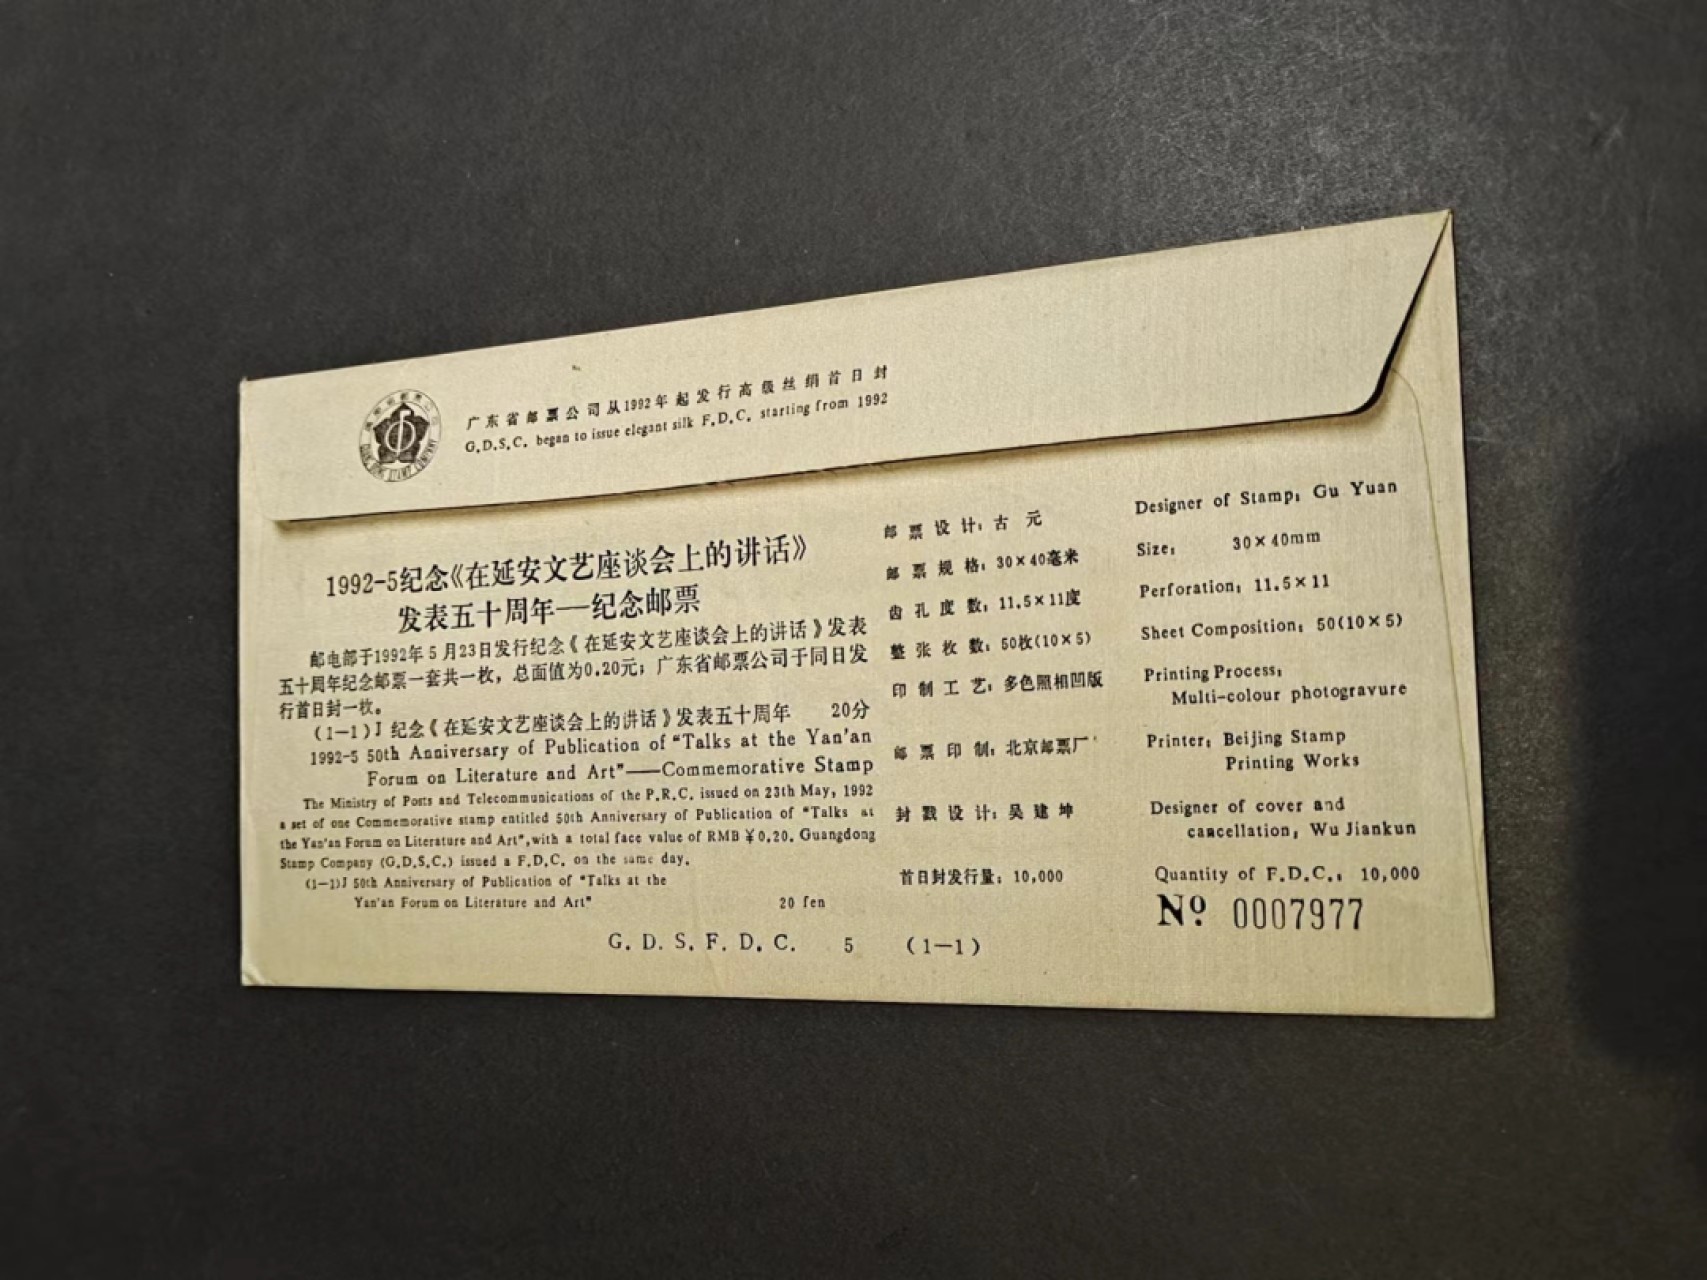 广东省邮票公司
GUANG DONG STAMP COMPANY
广东省邮票公司从1992年起发行高级丝绢首日封
G.D.S.C. began to issue elegant silk F.D.C. starting from 1992
1992-5纪念《在延安文艺座谈会上的讲话》
发表五十周年—纪念邮票
邮电部于1992年5月23日发行纪念《在延安文艺座谈会上的讲话》发表
五十周年纪念邮票一套共一枚，总面值为0.20元；广东省邮票公司于同日发
行首日封一枚。
(1—1)J 纪念《在延安文艺座谈会上的讲话》发表五十周年 20分
1992-5 50th Anniversary of Publication of “Talks at the Yan'an
Forum on Literature and Art”——Commemorative Stamp
The Ministry of Posts and Telecommunications of the P.R.C. issued on 23th May, 1992
a set of one Commemorative stamp entitled 50th Anniversary of Publication of “Talks at
the Yan'an Forum on Literature and Art”,with a total face value of RMB ¥0.20. Guangdong
Stamp Company (G.D.S.C.) issued a F.D.C. on the same day.
(1—1)J 50th Anniversary of Publication of “Talks at the
Yan'an Forum on Literature and Art” 20 fen
邮票设计：古 元
邮票规格：30×40毫米
齿孔度数：11.5×11度
整张枚数：50枚(10×5)
印制工艺：多色照相凹版
邮票印制：北京邮票厂
封戳设计：吴建坤
首日封发行量：10,000
Designer of Stamp: Gu Yuan
Size: 30×40mm
Perforation: 11.5×11
Sheet Composition: 50(10×5)
Printing Process:
Multi-colour photogravure
Printer: Beijing Stamp
Printing Works
Designer of cover and
cancellation: Wu Jiankun
Quantity of F.D.C.: 10,000
Nº 0007977
G. D. S. F. D. C. 5 (1—1)